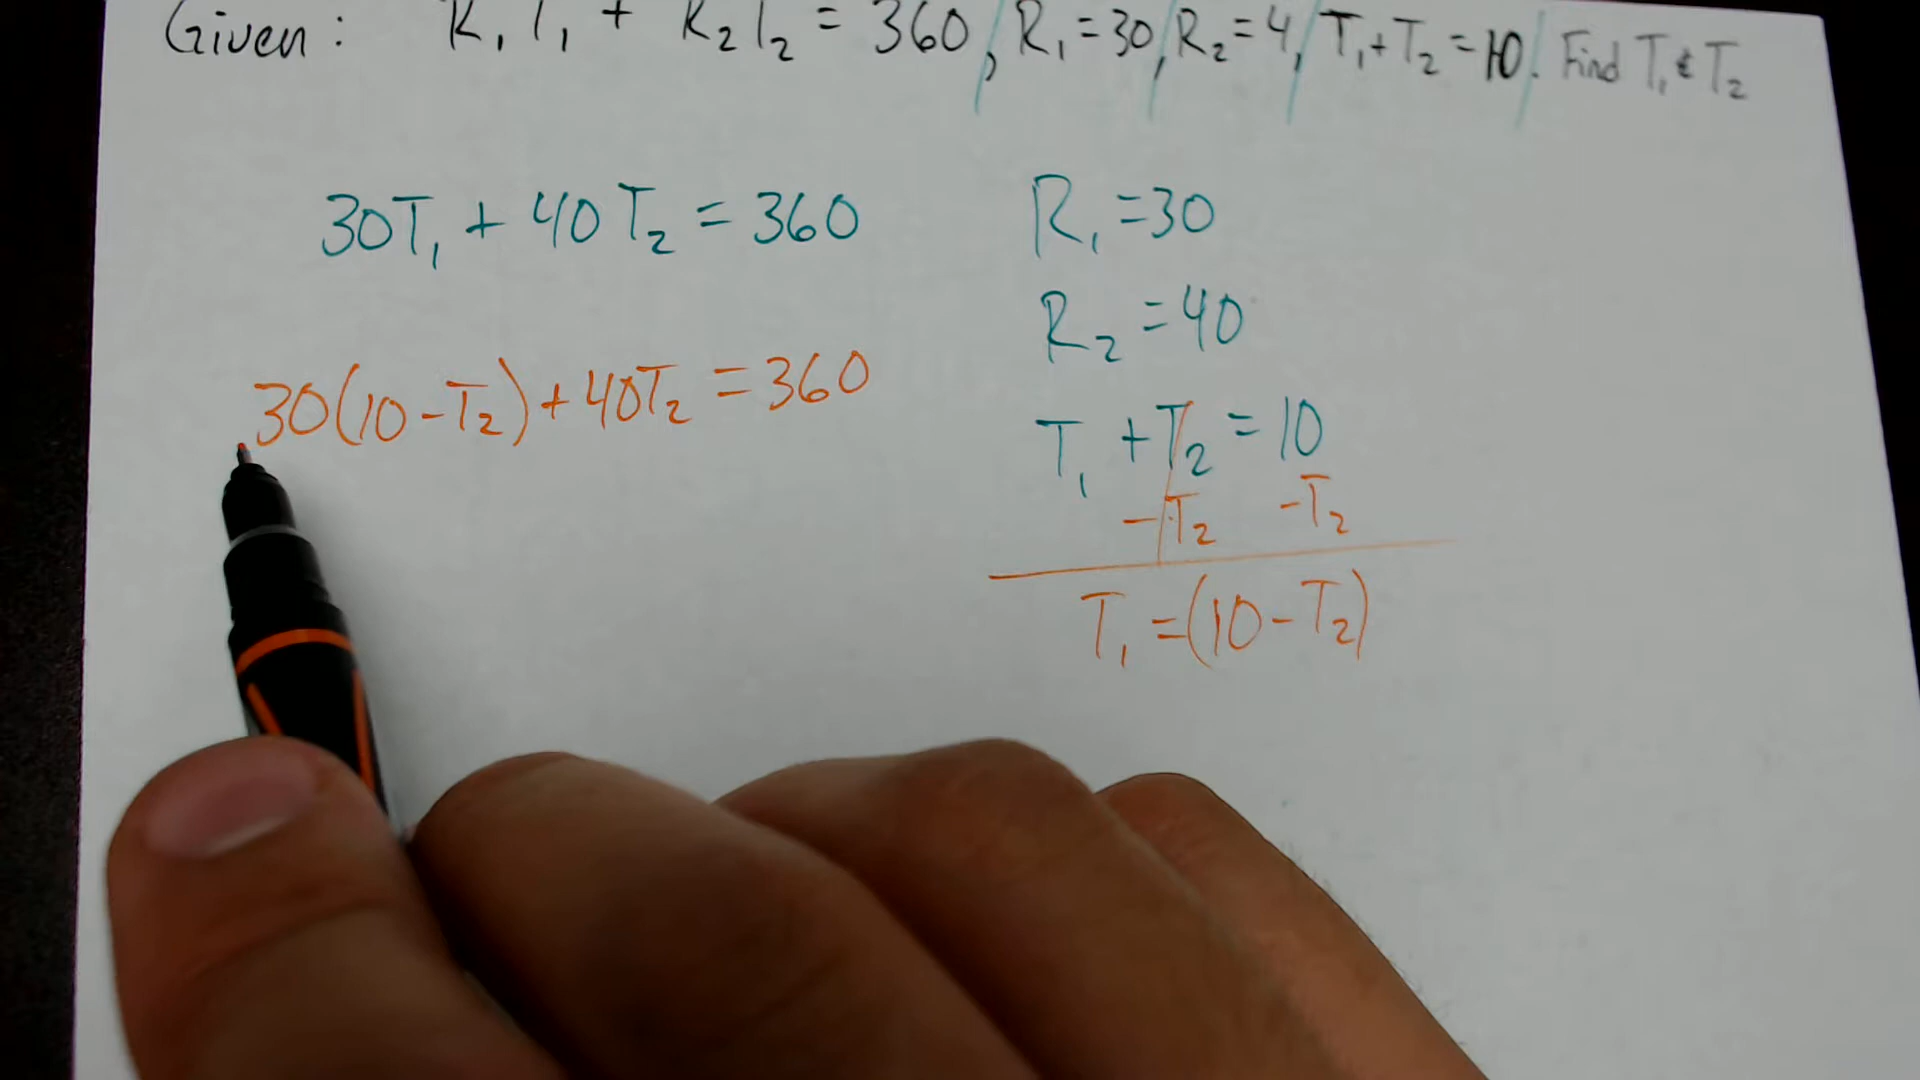 Given: R₁T₁ + R₂T₂ = 360, R₁=30, R₂=4, T₁+T₂=10. Find T₁ & T₂
30T₁ + 40T₂ = 360
R₁=30
R₂=40
30(10-T₂)+40T₂=360
T₁+T₂=10
-T₂ -T₂
T₁=(10-T₂)